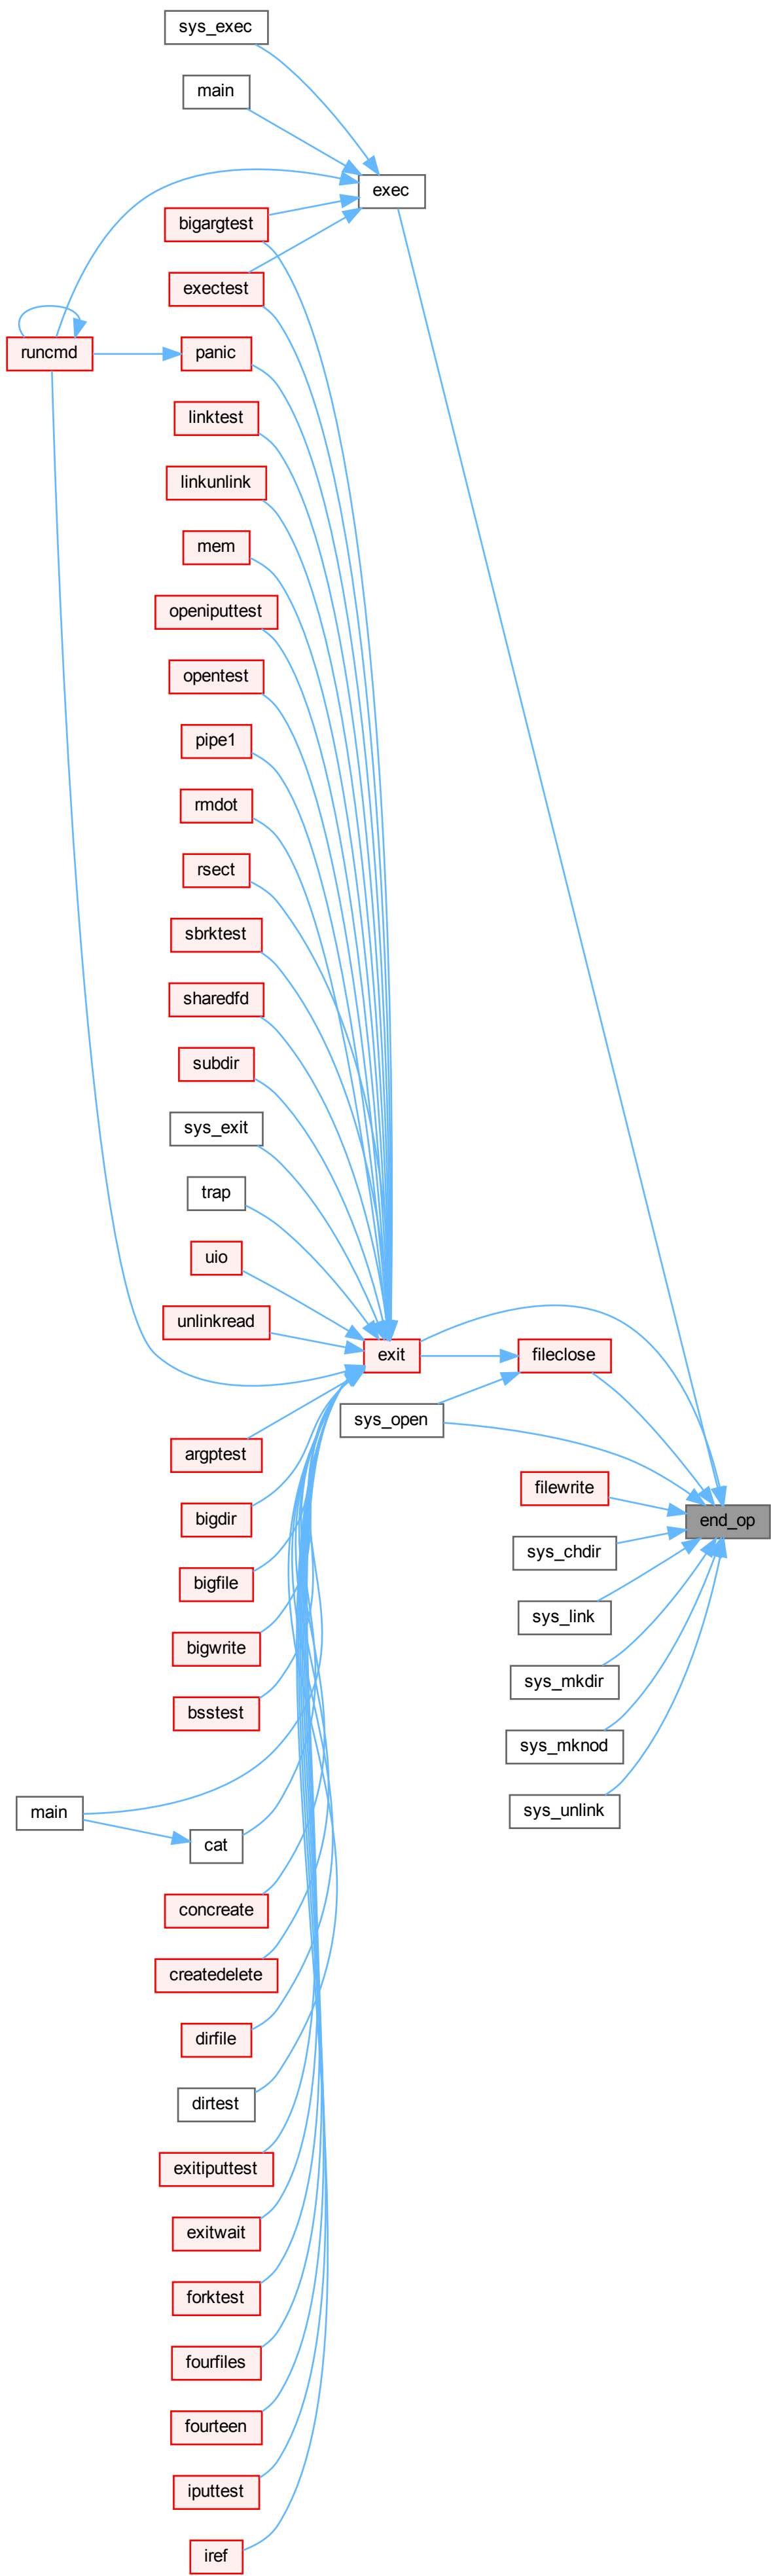 sys_exec
main
exec
bigargtest
exectest
runcmd
panic
linktest
linkunlink
mem
openiputtest
opentest
pipe1
rmdot
rsect
sbrktest
sharedfd
subdir
sys_exit
trap
uio
unlinkread
exit
fileclose
sys_open
argptest
filewrite
bigdir
end_op
sys_chdir
bigfile
sys_link
bigwrite
sys_mkdir
bsstest
sys_mknod
main
sys_unlink
cat
concreate
createdelete
dirfile
dirtest
exitiputtest
exitwait
forktest
fourfiles
fourteen
iputtest
iref